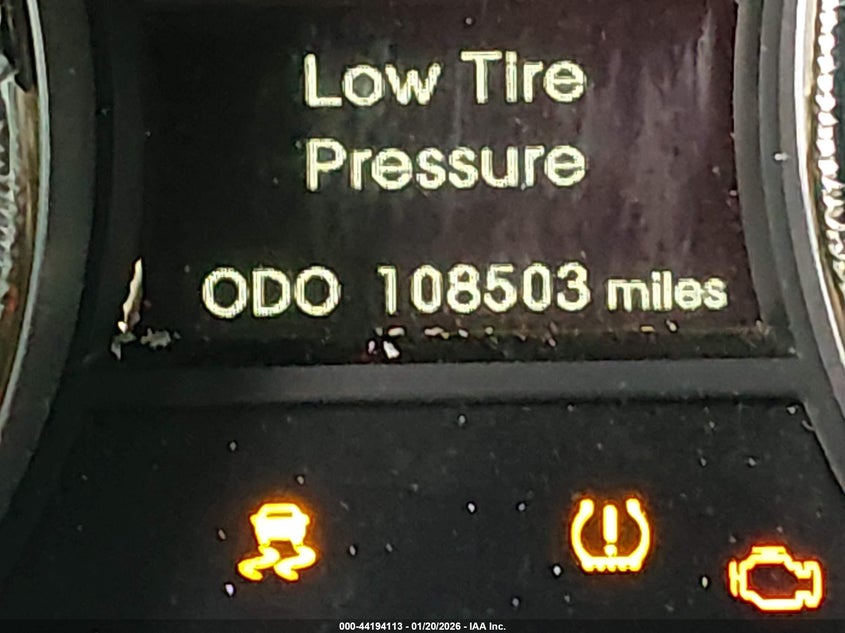 Low Tire
Pressure
ODO 108503 miles
000-44194113 - 01/20/2026 - IAA Inc.